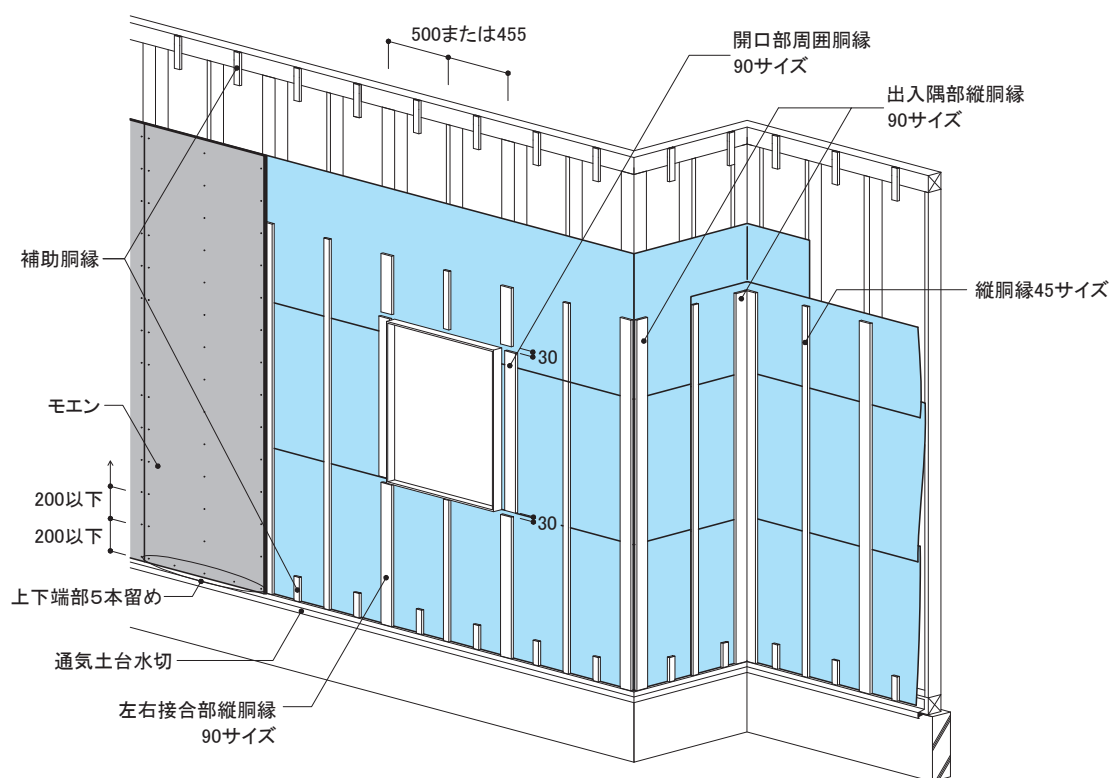 500または455
開口部周囲胴縁
90サイズ
出入隅部縦胴縁
90サイズ
補助胴縁
縦胴縁45サイズ
30
モエン
200以下
200以下
30
上下端部5本留め
通気土台水切
左右接合部縦胴縁
90サイズ